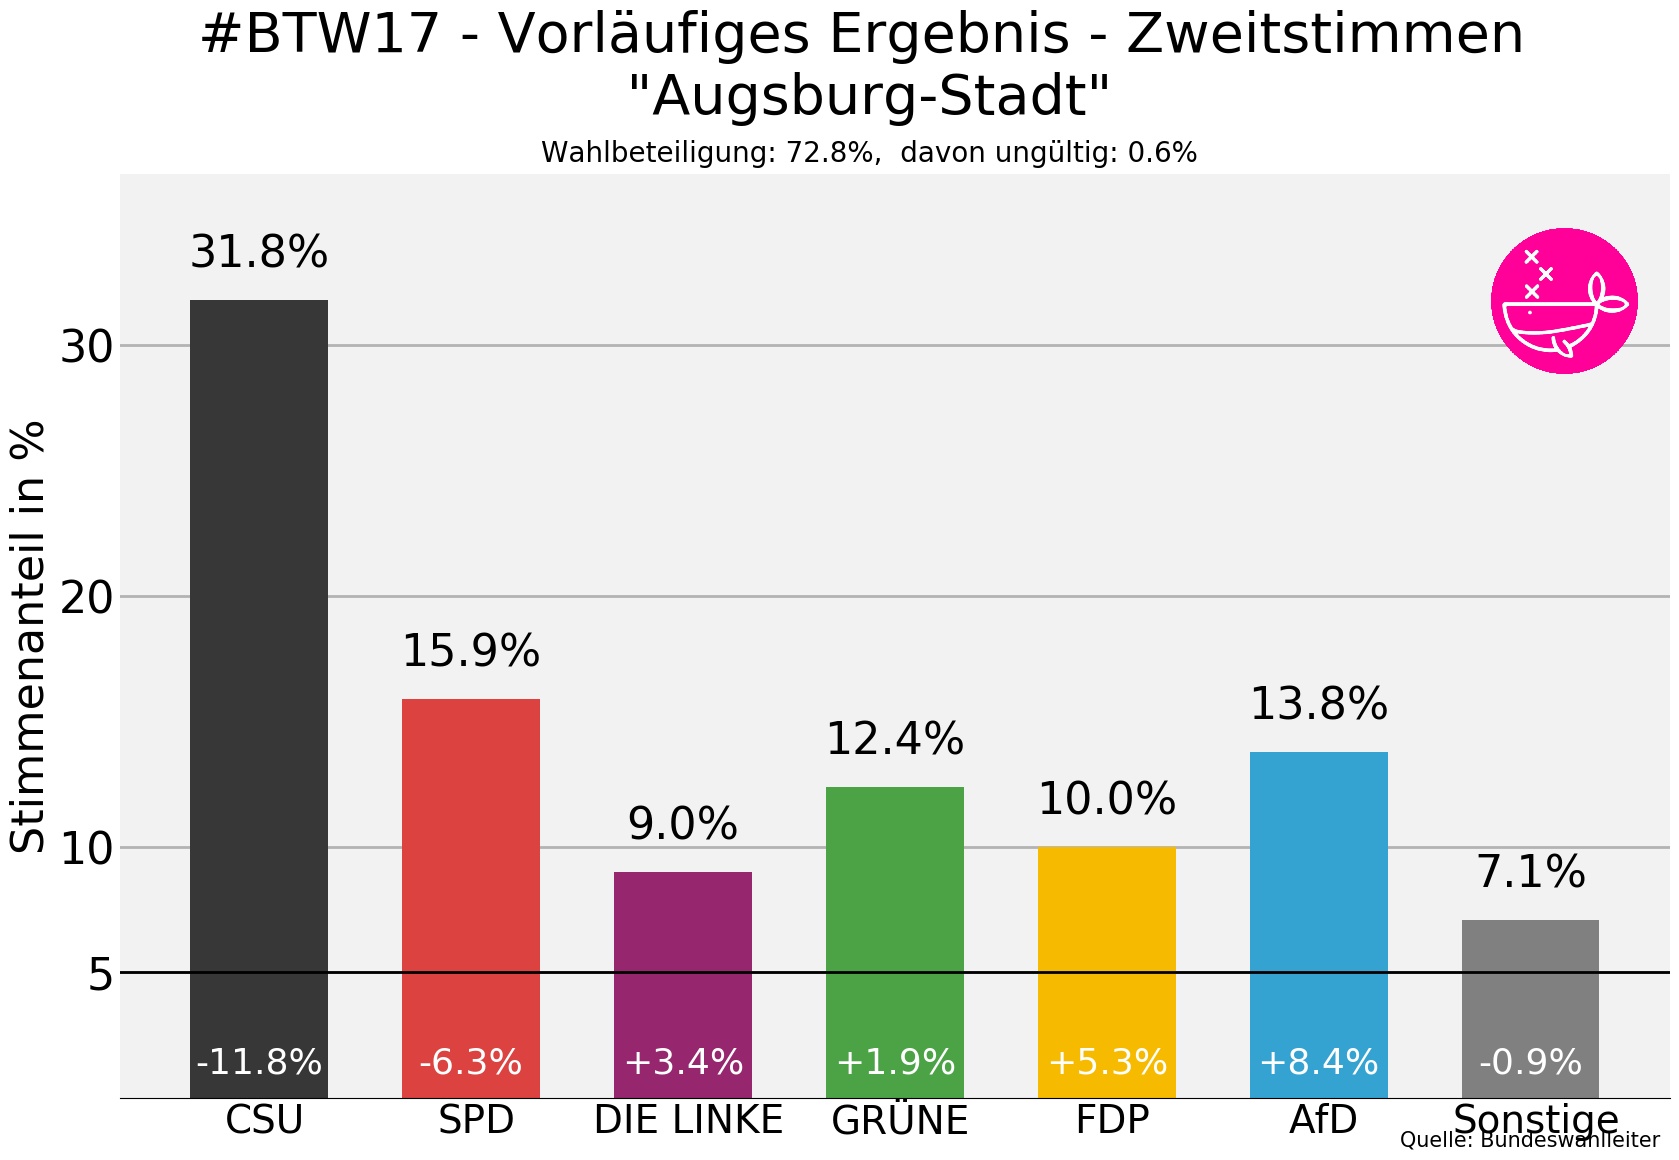 #BTW17 - Vorläufiges Ergebnis - Zweitstimmen
"Augsburg-Stadt"
Wahlbeteiligung: 72.8%,  davon ungültig: 0.6%
Stimmenanteil in %
30
20
10
5
31.8%
15.9%
9.0%
12.4%
10.0%
13.8%
7.1%
-11.8%
-6.3%
+3.4%
+1.9%
+5.3%
+8.4%
-0.9%
CSU
SPD
DIE LINKE
GRÜNE
FDP
AfD
Sonstige
Quelle: Bundeswahlleiter